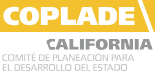 COPLADE
CALIFORNIA
COMITÉ DE PLANEACIÓN PARA
EL DESARROLLO DEL ESTADO